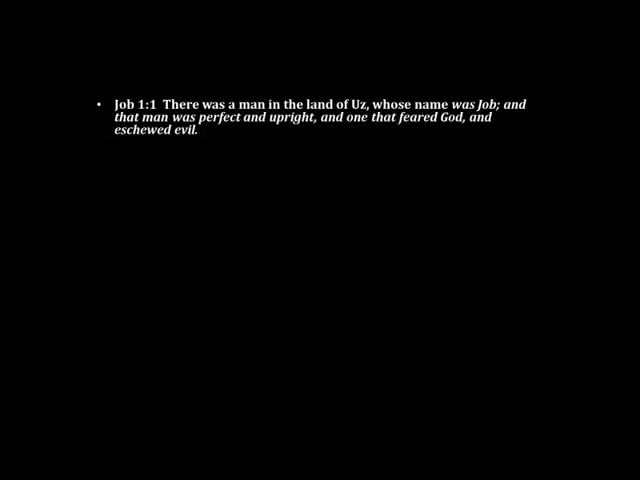 • Job 1:1  There was a man in the land of Uz, whose name was Job; and
that man was perfect and upright, and one that feared God, and
eschewed evil.